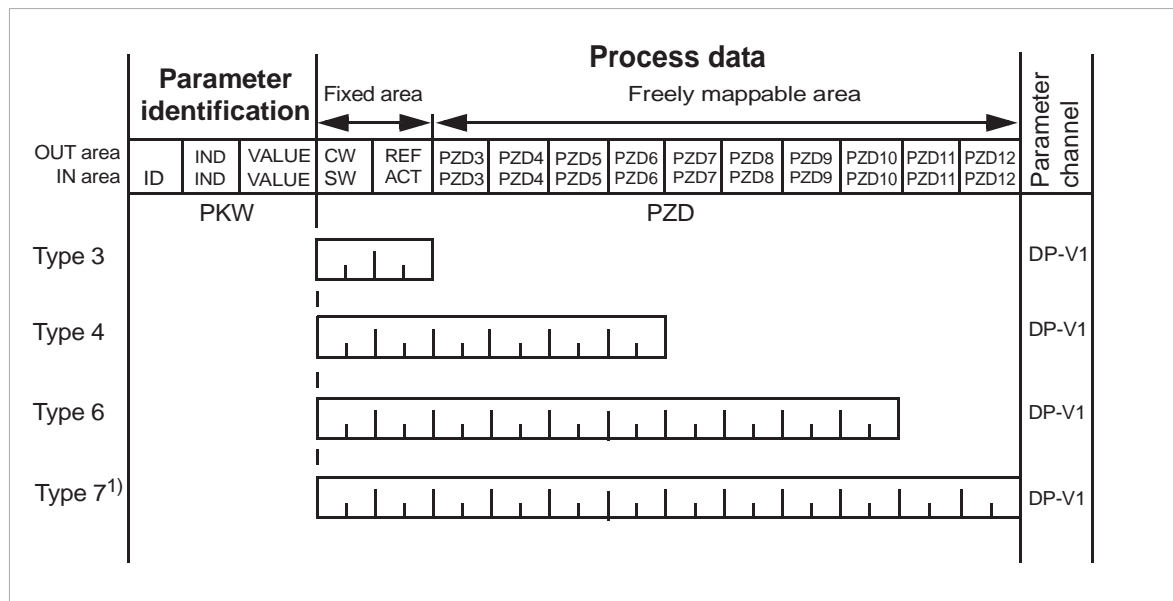 Process data
Parameter
identification
Fixed area
Freely mappable area
Parameter
channel
OUT area IND VALUE CW REF PZD3 PZD4 PZD5 PZD6 PZD7 PZD8 PZD9 PZD10 PZD11 PZD12
IN area ID IND VALUE SW ACT PZD3 PZD4 PZD5 PZD6 PZD7 PZD8 PZD9 PZD10 PZD11 PZD12
PKW PZD
Type 3 DP-V1
Type 4 DP-V1
Type 6 DP-V1
Type 7¹⁾ DP-V1